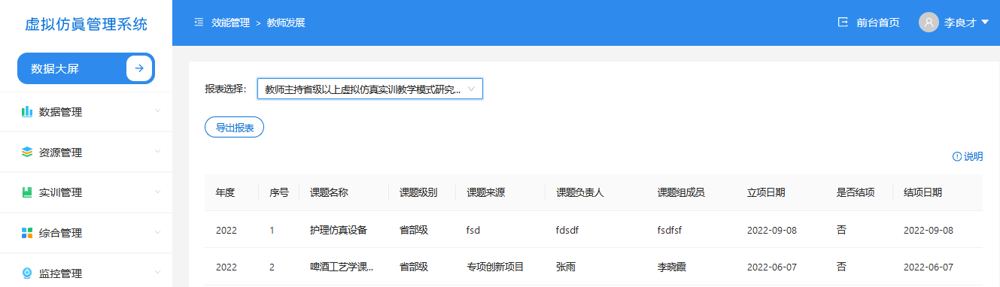 虚拟仿真管理系统
数据大屏
数据管理
资源管理
实训管理
综合管理
监控管理
效能管理 > 教师发展
前台首页
李良才
报表选择：
教师主持省级以上虚拟仿真实训教学模式研究...
导出报表
说明
年度 序号 课题名称 课题级别 课题来源 课题负责人 课题组成员 立项日期 是否结项 结项日期
2022 1 护理仿真设备 省部级 fsd fdsdf fsdfsf 2022-09-08 否 2022-09-08
2022 2 啤酒工艺学课... 省部级 专项创新项目 张雨 李晓霞 2022-06-07 否 2022-06-07